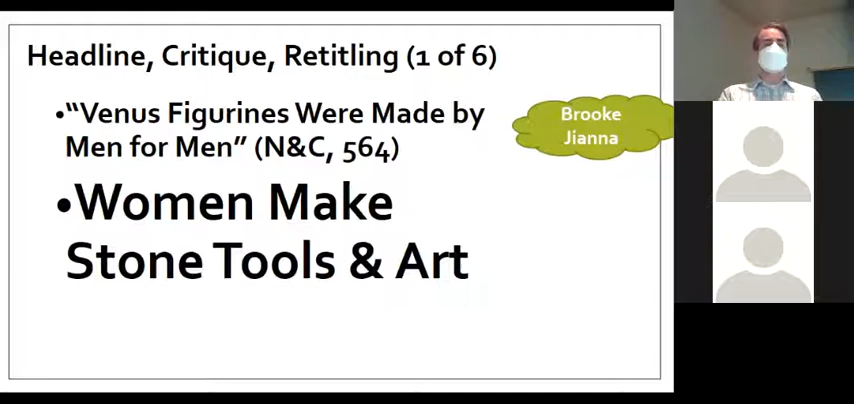 Headline, Critique, Retitling (1 of 6)
•“Venus Figurines Were Made by
Men for Men” (N&C, 564)
Brooke
Jianna
•Women Make
Stone Tools & Art